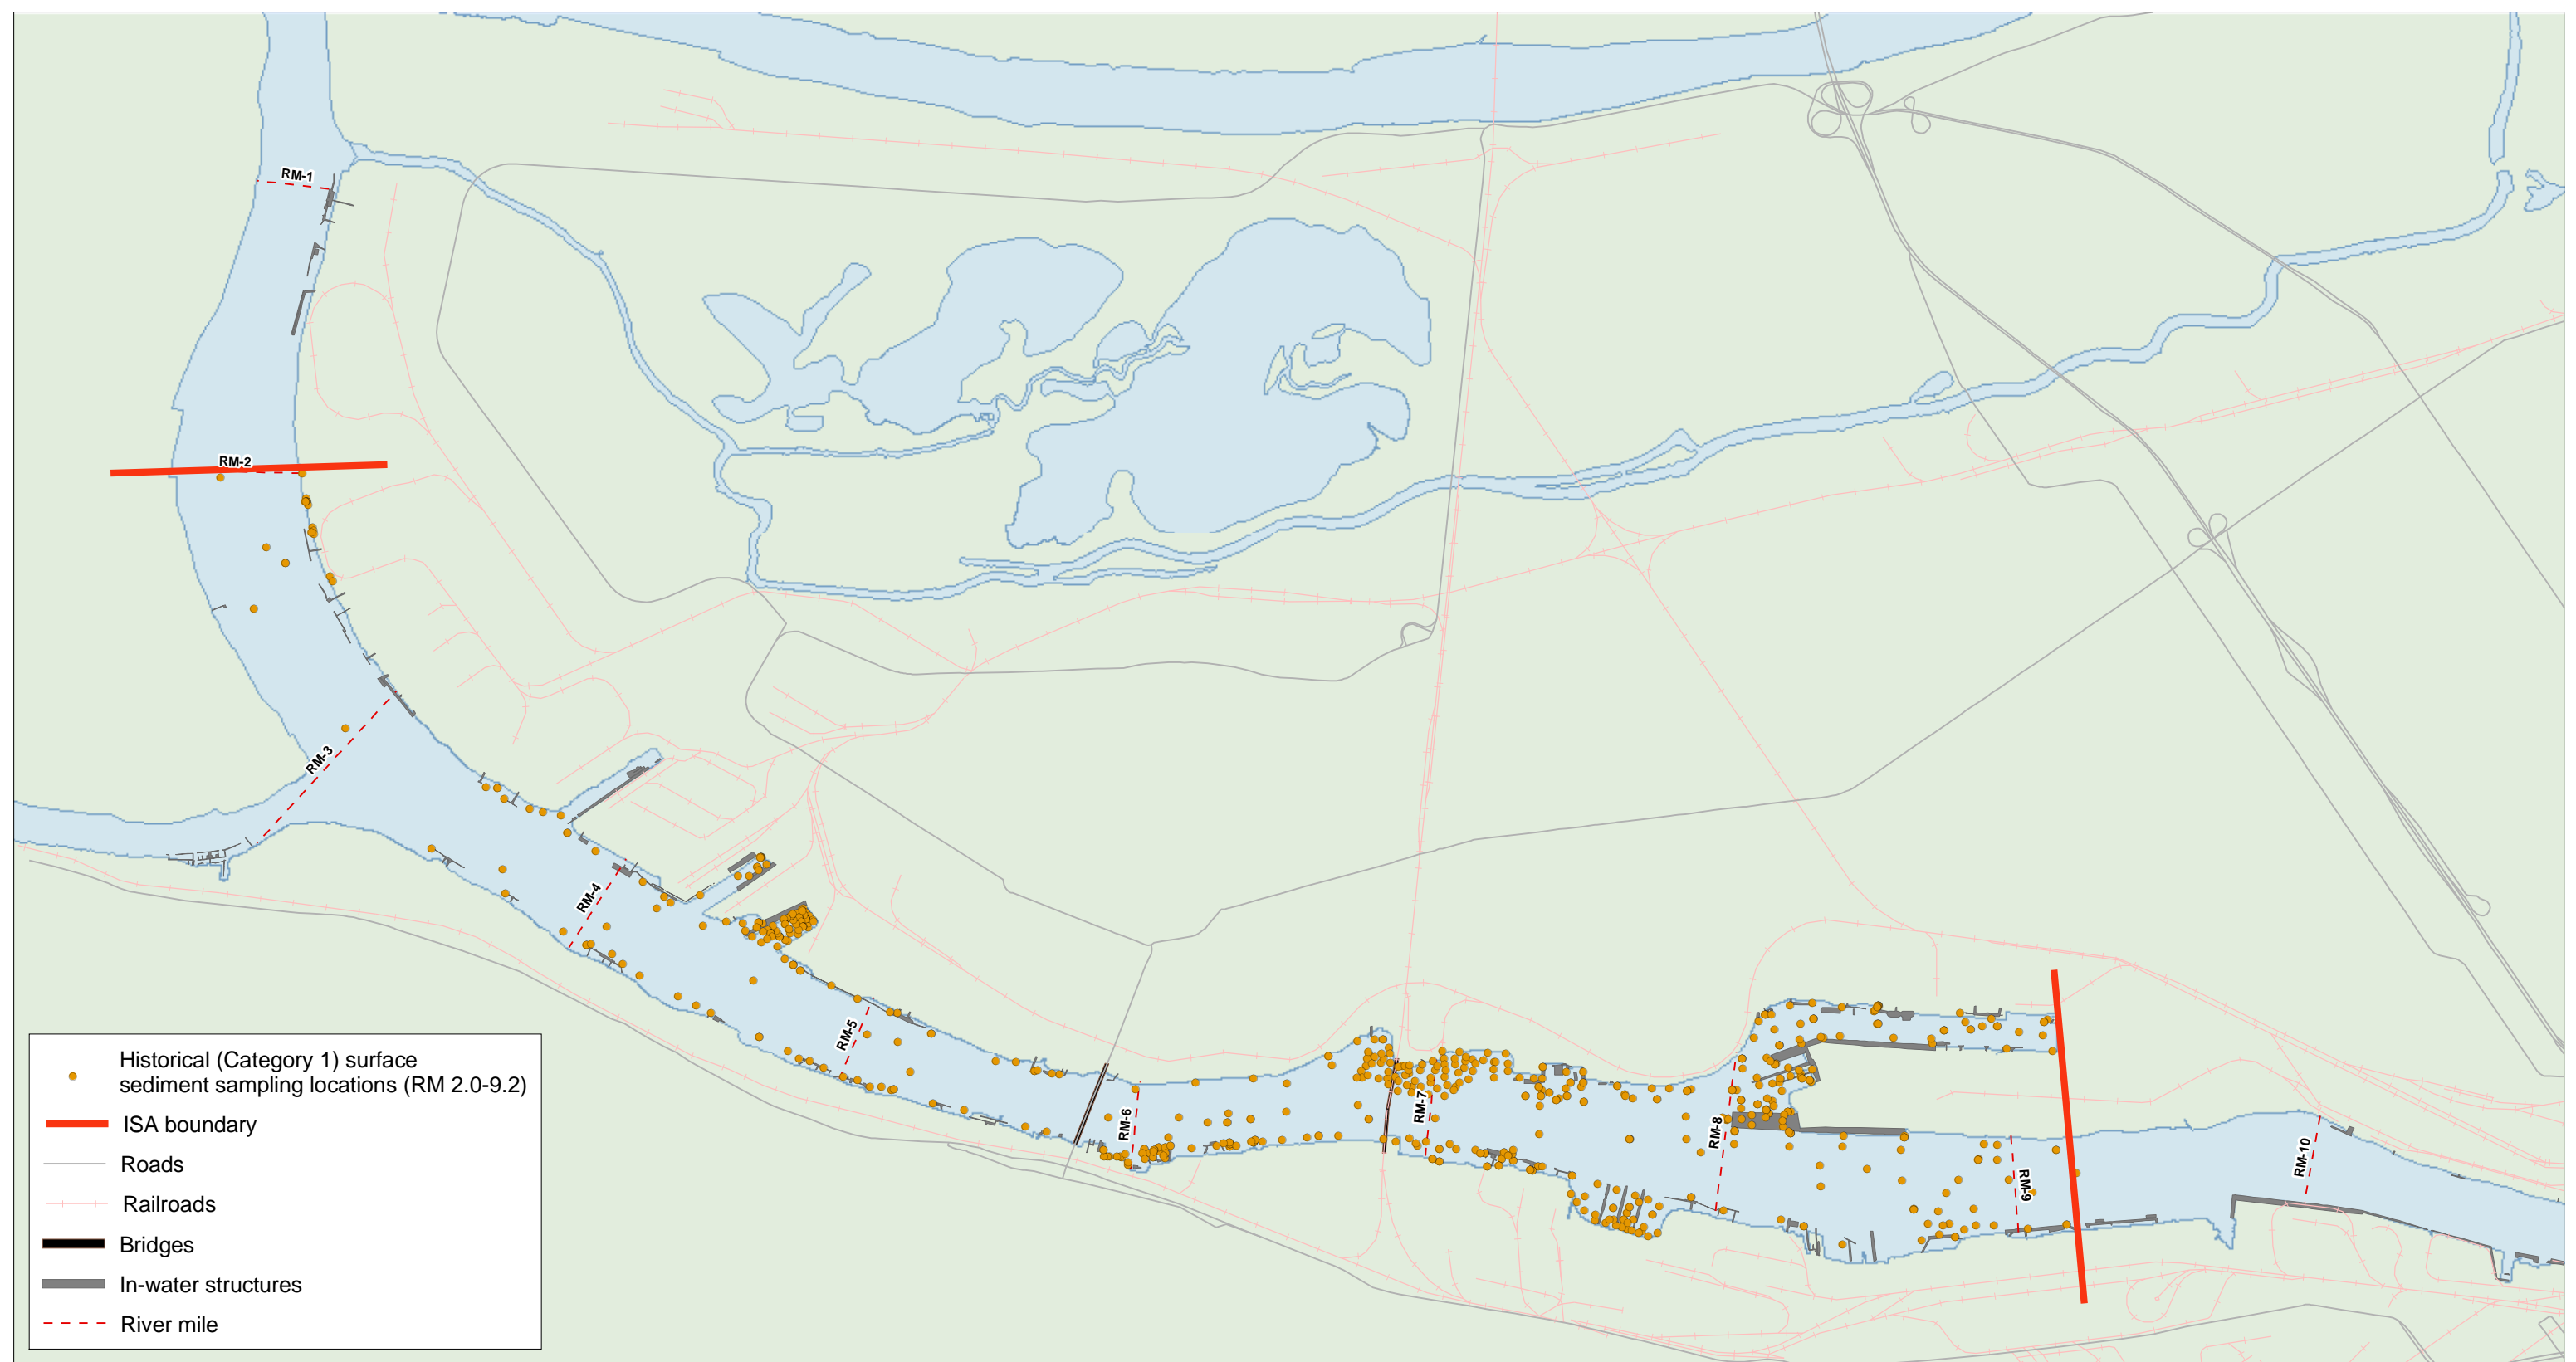 RM-1
RM-2
RM-3
RM-4
RM-5
RM-6
RM-7
RM-8
RM-9
RM-10
Historical (Category 1) surface
sediment sampling locations (RM 2.0-9.2)
ISA boundary
Roads
Railroads
Bridges
In-water structures
River mile